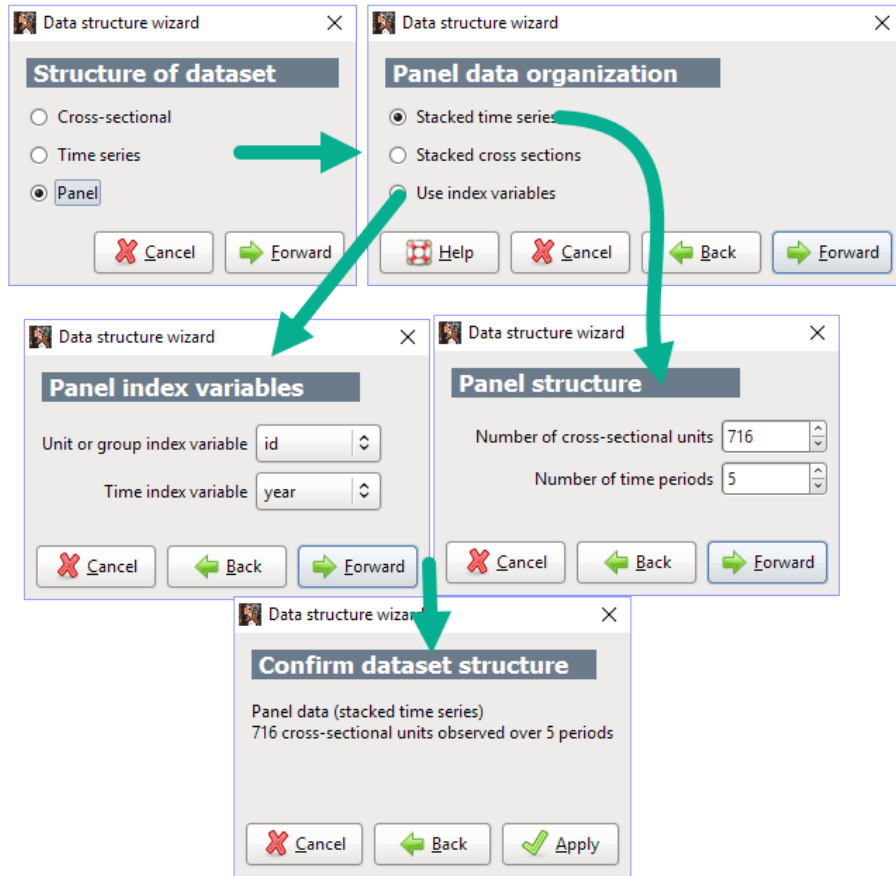 Data structure wizard
Structure of dataset
Cross-sectional
Time series
Panel
Cancel
Forward
Data structure wizard
Panel data organization
Stacked time series
Stacked cross sections
Use index variables
Help
Cancel
Back
Forward
Data structure wizard
Panel index variables
Unit or group index variable id
Time index variable year
Cancel
Back
Forward
Data structure wizard
Panel structure
Number of cross-sectional units 716
Number of time periods 5
Cancel
Back
Forward
Data structure wizard
Confirm dataset structure
Panel data (stacked time series)
716 cross-sectional units observed over 5 periods
Cancel
Back
Apply